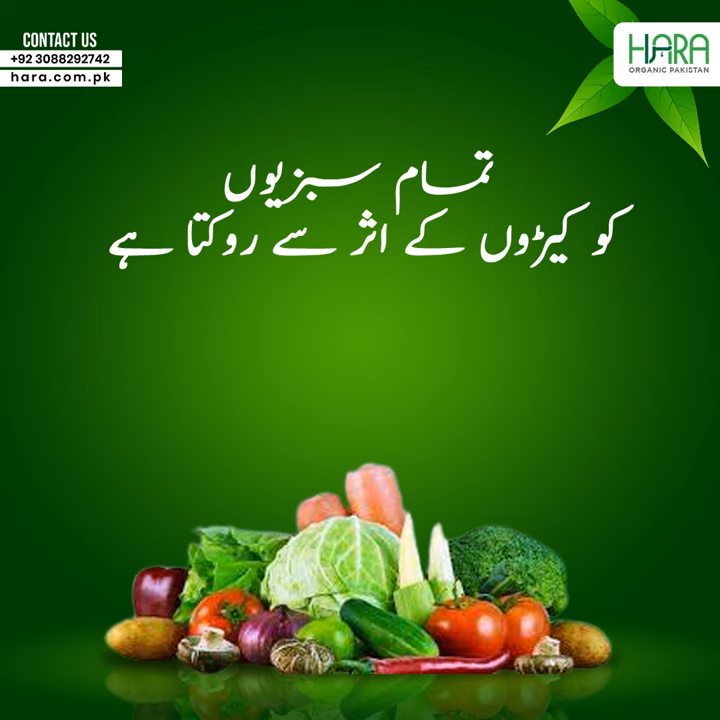 CONTACT US
+92 3088292742
hara.com.pk
HARA
ORGANIC PAKISTAN
تمام سبزیوں
کو کیڑوں کے اثر سے روکتا ہے